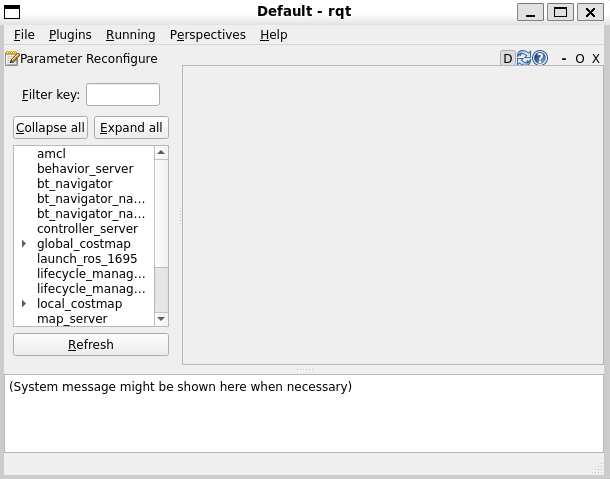 Default - rqt
File Plugins Running Perspectives Help
Parameter Reconfigure D - O X
Filter key:
Collapse all Expand all
amcl
behavior_server
bt_navigator
bt_navigator_na...
bt_navigator_na...
controller_server
global_costmap
launch_ros_1695
lifecycle_manag...
lifecycle_manag...
local_costmap
map_server
Refresh
(System message might be shown here when necessary)